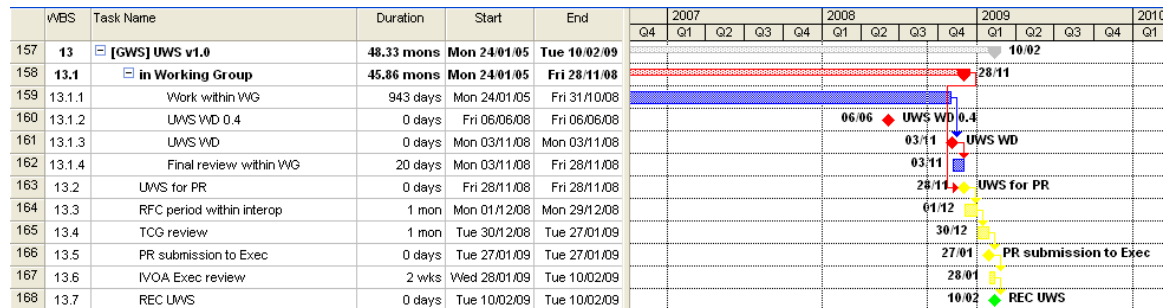 WBS Task Name Duration Start End 2007 2008 2009 2010
Q4 Q1 Q2 Q3 Q4 Q1 Q2 Q3 Q4 Q1 Q2 Q3 Q4 Q1
157 13 [GWS] UWS v1.0 48.33 mons Mon 24/01/05 Tue 10/02/09 10/02
158 13.1 in Working Group 45.86 mons Mon 24/01/05 Fri 28/11/08 28/11
159 13.1.1 Work within WG 943 days Mon 24/01/05 Fri 31/10/08
160 13.1.2 UWS WD 0.4 0 days Fri 06/06/08 Fri 06/06/08 06/06 UWS WD 0.4
161 13.1.3 UWS WD 0 days Mon 03/11/08 Mon 03/11/08 03/11 UWS WD
162 13.1.4 Final review within WG 20 days Mon 03/11/08 Fri 28/11/08 03/11
163 13.2 UWS for PR 0 days Fri 28/11/08 Fri 28/11/08 28/11 UWS for PR
164 13.3 RFC period within interop 1 mon Mon 01/12/08 Mon 29/12/08 01/12
165 13.4 TCG review 1 mon Tue 30/12/08 Tue 27/01/09 30/12
166 13.5 PR submission to Exec 0 days Tue 27/01/09 Tue 27/01/09 27/01 PR submission to Exec
167 13.6 IVOA Exec review 2 wks Wed 28/01/09 Tue 10/02/09 28/01
168 13.7 REC UWS 0 days Tue 10/02/09 Tue 10/02/09 10/02 REC UWS